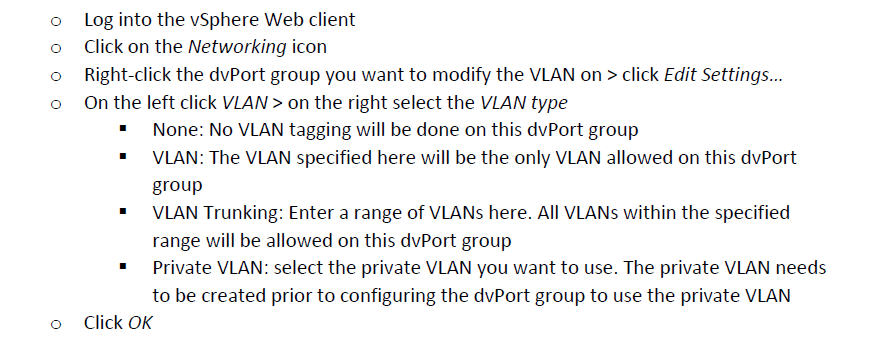 o Log into the vSphere Web client
o Click on the Networking icon
o Right-click the dvPort group you want to modify the VLAN on > click Edit Settings...
o On the left click VLAN > on the right select the VLAN type
▪ None: No VLAN tagging will be done on this dvPort group
▪ VLAN: The VLAN specified here will be the only VLAN allowed on this dvPort
group
▪ VLAN Trunking: Enter a range of VLANs here. All VLANs within the specified
range will be allowed on this dvPort group
▪ Private VLAN: select the private VLAN you want to use. The private VLAN needs
to be created prior to configuring the dvPort group to use the private VLAN
o Click OK